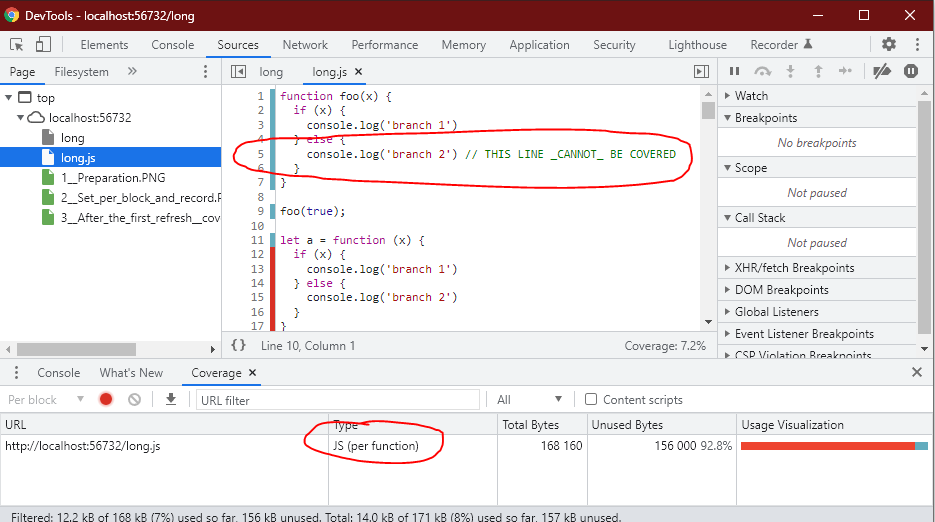 DevTools - localhost:56732/long
Elements Console Sources Network Performance Memory Application Security Lighthouse Recorder
Page Filesystem » long long.js ×
top
localhost:56732
long
long.js
1__Preparation.PNG
2__Set_per_block_and_record.P
3__After_the_first_refresh__cov
1 function foo(x) {
2 if (x) {
3 console.log('branch 1')
4 } else {
5 console.log('branch 2') // THIS LINE _CANNOT_ BE COVERED
6 }
7 }
8
9 foo(true);
10
11 let a = function (x) {
12 if (x) {
13 console.log('branch 1')
14 } else {
15 console.log('branch 2')
16 }
17 }
Watch
Breakpoints
No breakpoints
Scope
Not paused
Call Stack
Not paused
XHR/fetch Breakpoints
DOM Breakpoints
Global Listeners
Event Listener Breakpoints
CSP Violation Breakpoints
{} Line 10, Column 1 Coverage: 7.2%
Console What's New Coverage ×
Per block URL filter All Content scripts
URL Type Total Bytes Unused Bytes Usage Visualization
http://localhost:56732/long.js JS (per function) 168 160 156 000 92.8%
Filtered: 12.2 kB of 168 kB (7%) used so far, 156 kB unused. Total: 14.0 kB of 171 kB (8%) used so far, 157 kB unused.